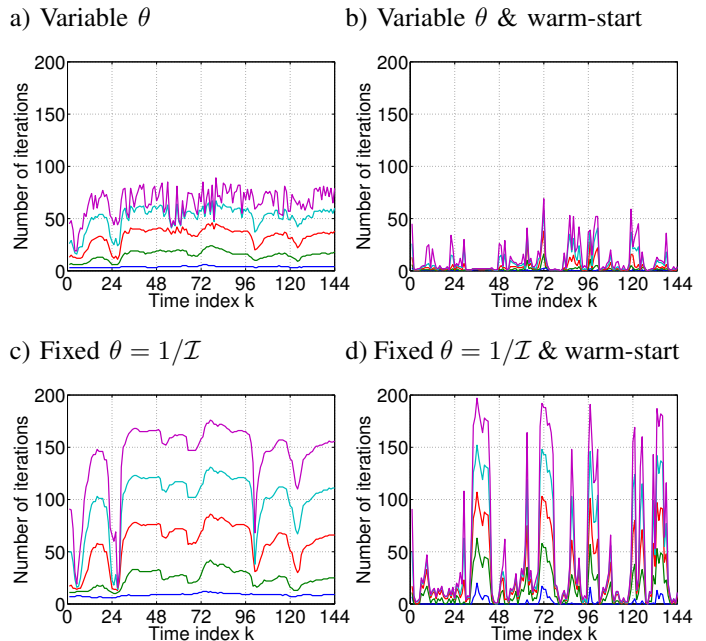 a) Variable θ
b) Variable θ & warm-start
200
150
100
50
0
Number of iterations
0 24 48 72 96 120 144
Time index k
200
150
100
50
0
Number of iterations
0 24 48 72 96 120 144
Time index k
c) Fixed θ = 1/ℐ
d) Fixed θ = 1/ℐ & warm-start
200
150
100
50
0
Number of iterations
0 24 48 72 96 120 144
Time index k
200
150
100
50
0
Number of iterations
0 24 48 72 96 120 144
Time index k